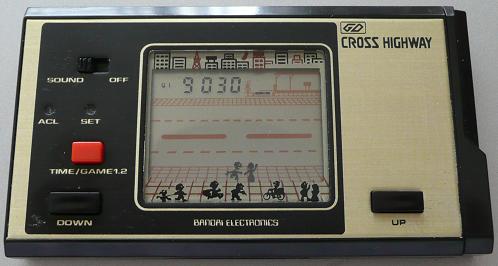 GD
CROSS HIGHWAY
SOUND OFF
9030
ACL SET
TIME/GAME1.2
DOWN
BANDAI ELECTRONICS
UP